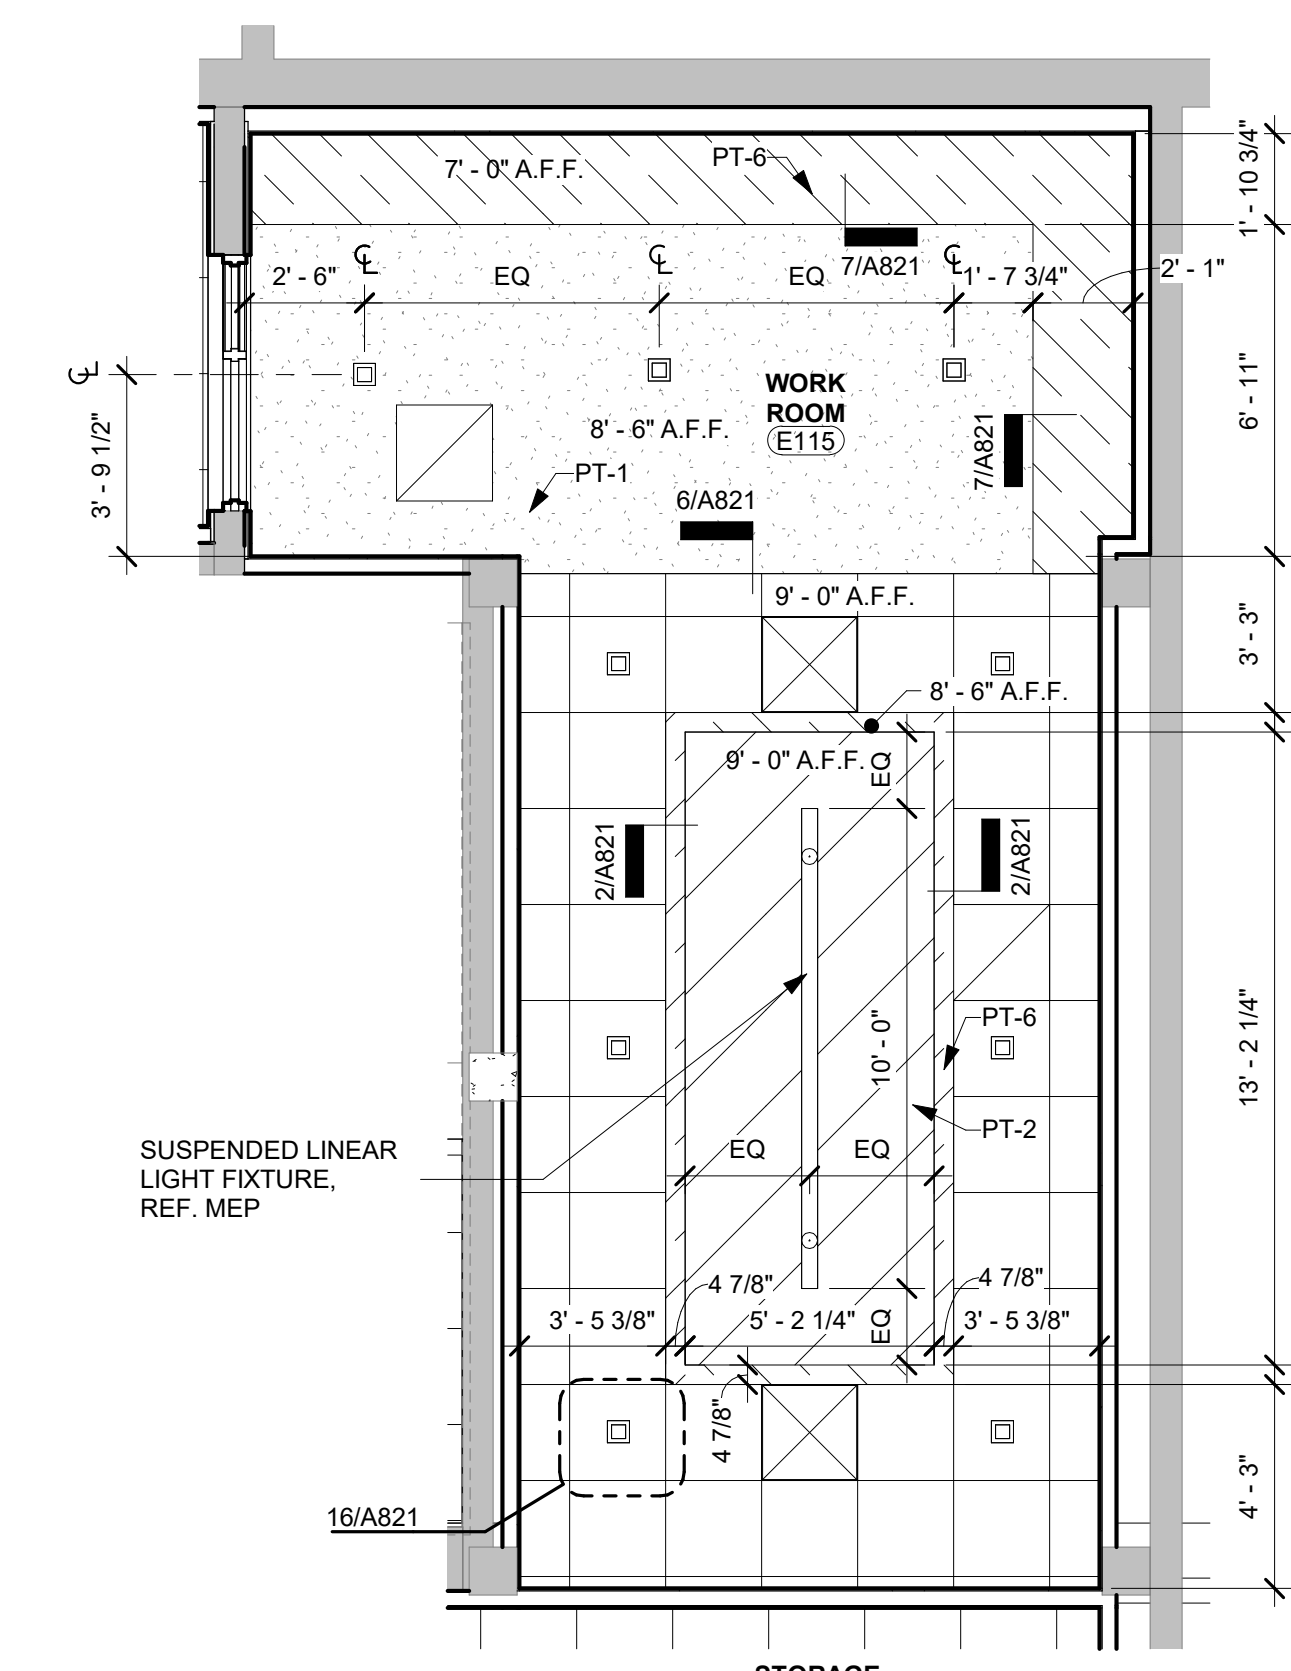 7' - 0" A.F.F.
PT-6
1' - 10 3/4"
7/A821
2' - 6"
EQ
EQ
1' - 7 3/4"
2' - 1"
WORK
ROOM
E115
8' - 6" A.F.F.
PT-1
6/A821
7/A821
6' - 11"
3' - 9 1/2"
9' - 0" A.F.F.
3' - 3"
8' - 6" A.F.F.
9' - 0" A.F.F.
EQ
2/A821
2/A821
10' - 0"
PT-6
PT-2
13' - 2 1/4"
SUSPENDED LINEAR
LIGHT FIXTURE,
REF. MEP
EQ
EQ
4 7/8"
4 7/8"
3' - 5 3/8"
5' - 2 1/4"
EQ
3' - 5 3/8"
4 7/8"
4' - 3"
16/A821
STORAGE